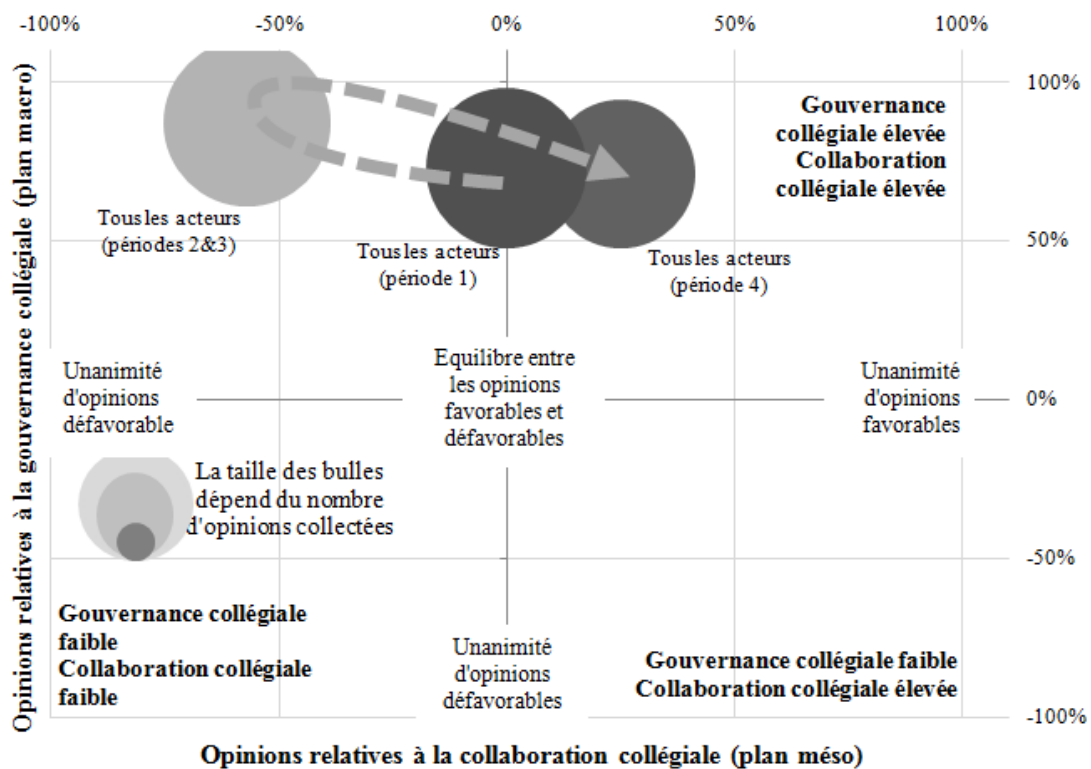 -100%
-50%
0%
50%
100%
Opinions relatives à la gouvernance collégiale (plan macro)
100%
Gouvernance
collégiale élevée
Collaboration
collégiale élevée
Tous les acteurs
(périodes 2&3)
Tous les acteurs
(période 1)
Tous les acteurs
(période 4)
50%
Unanimité
d'opinions
défavorable
Equilibre entre
les opinions
favorables et
défavorables
Unanimité
d'opinions
favorables
0%
La taille des bulles
dépend du nombre
d'opinions collectées
-50%
Gouvernance collégiale
faible
Collaboration collégiale
faible
Unanimité
d'opinions
défavorables
Gouvernance collégiale faible
Collaboration collégiale élevée
-100%
Opinions relatives à la collaboration collégiale (plan méso)